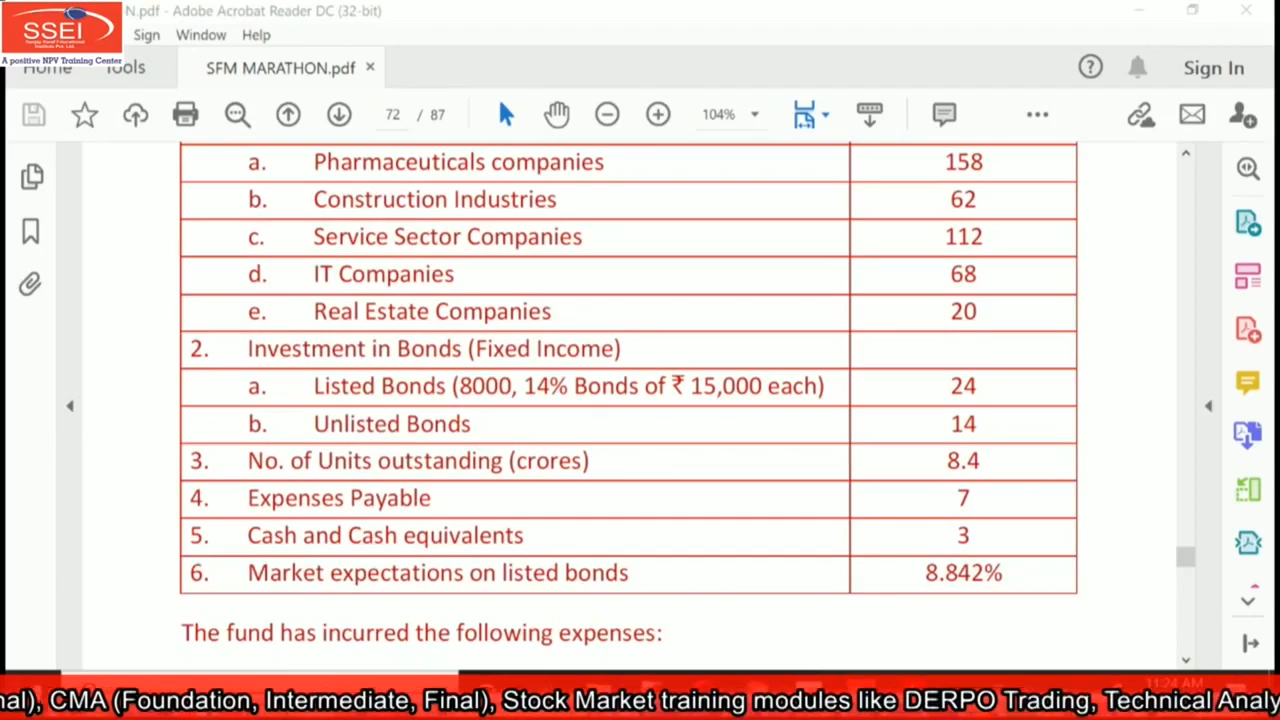 SSEI
A positive NPV Training Center
N.pdf - Adobe Acrobat Reader DC (32-bit)
Sign Window Help
Home Tools SFM MARATHON.pdf × Sign In
72 / 87 104%
a. Pharmaceuticals companies 158
b. Construction Industries 62
c. Service Sector Companies 112
d. IT Companies 68
e. Real Estate Companies 20
2. Investment in Bonds (Fixed Income)
a. Listed Bonds (8000, 14% Bonds of ₹ 15,000 each) 24
b. Unlisted Bonds 14
3. No. of Units outstanding (crores) 8.4
4. Expenses Payable 7
5. Cash and Cash equivalents 3
6. Market expectations on listed bonds 8.842%
The fund has incurred the following expenses:
11:24 AM
nal), CMA (Foundation, Intermediate, Final), Stock Market training modules like DERPO Trading, Technical Analy